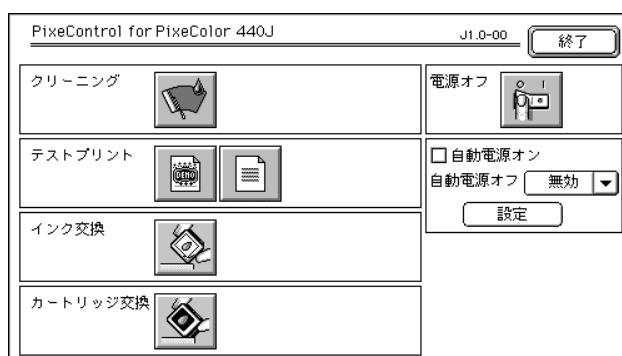 PixeControl for PixeColor 440J
J1.0-00
終了
クリーニング
電源オフ
テストプリント
DEMO
自動電源オン
自動電源オフ 無効
設定
インク交換
カートリッジ交換